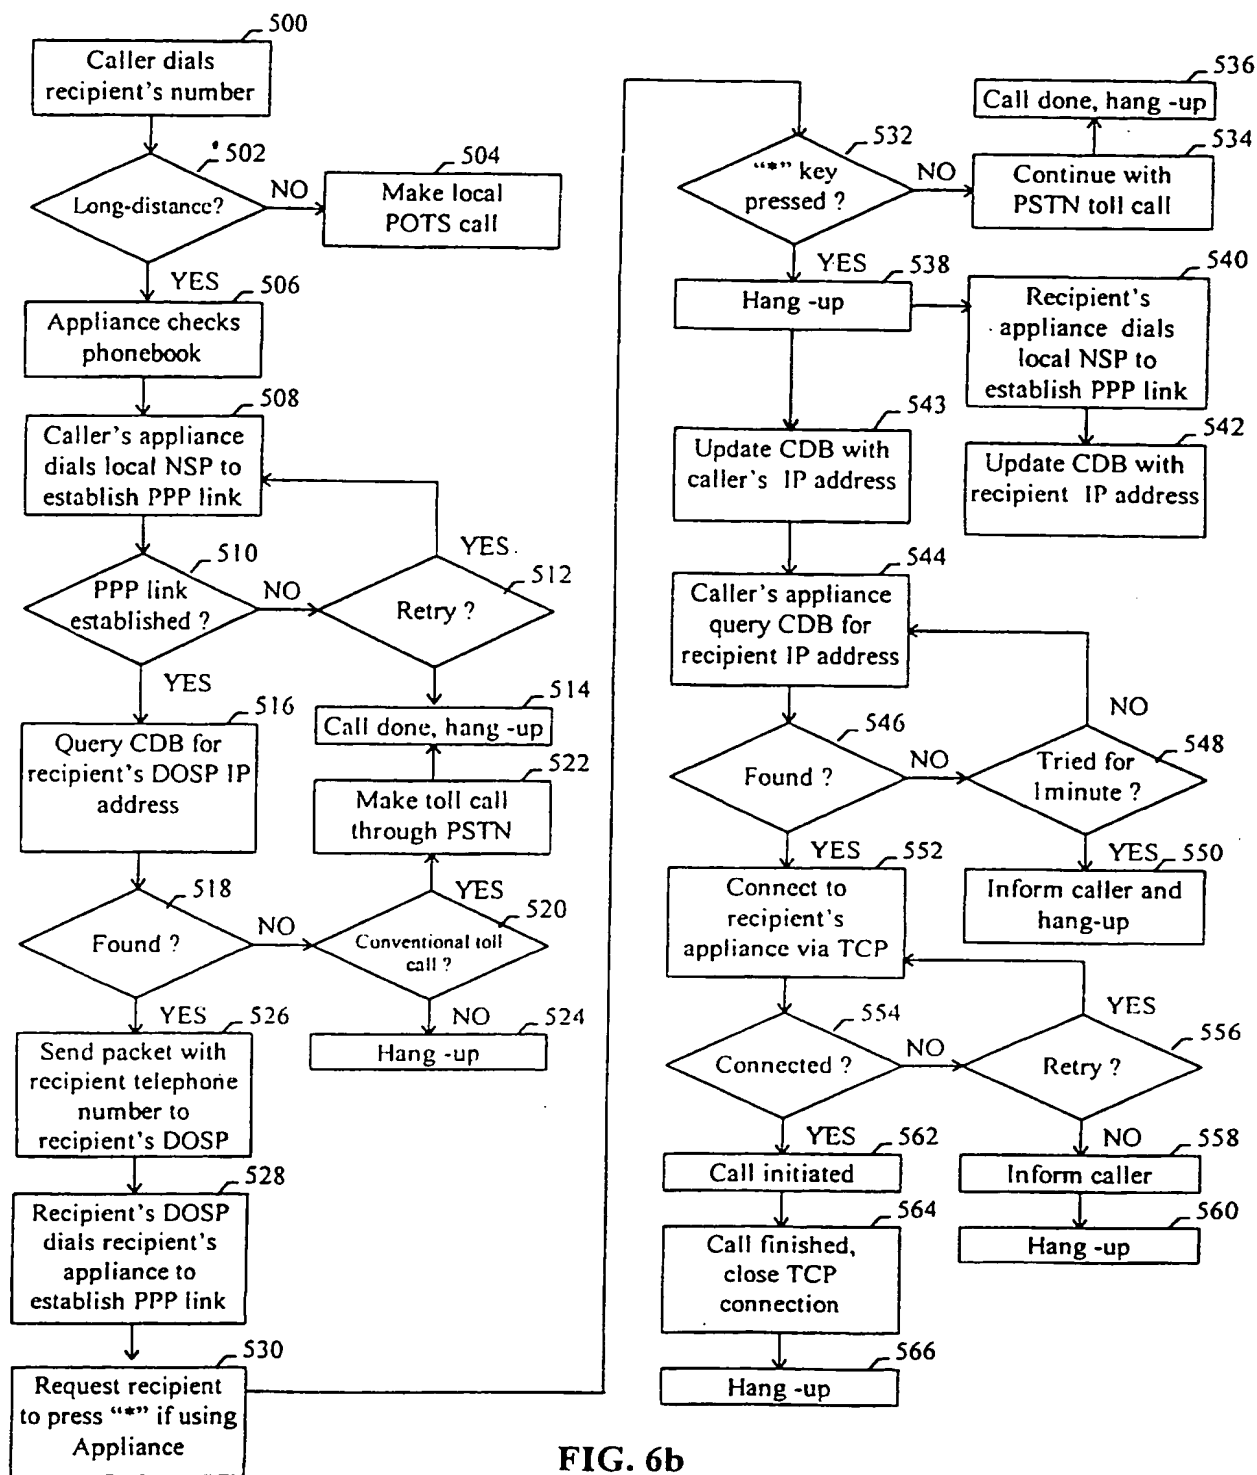 500
Caller dials
recipient's number
502
Long-distance?
NO
504
Make local
POTS call
YES
506
Appliance checks
phonebook
508
Caller's appliance
dials local NSP to
establish PPP link
510
PPP link
established ?
NO
YES
512
Retry ?
514
Call done, hang -up
YES
516
Query CDB for
recipient's DOSP IP
address
522
Make toll call
through PSTN
518
Found ?
NO
YES
520
Conventional toll
call ?
NO
524
Hang -up
YES
526
Send packet with
recipient telephone
number to
recipient's DOSP
528
Recipient's DOSP
dials recipient's
appliance to
establish PPP link
530
Request recipient
to press "*" if using
Appliance
532
"*" key
pressed ?
NO
534
Continue with
PSTN toll call
536
Call done, hang -up
YES
538
Hang -up
540
Recipient's
appliance dials
local NSP to
establish PPP link
542
Update CDB with
recipient IP address
543
Update CDB with
caller's IP address
544
Caller's appliance
query CDB for
recipient IP address
546
Found ?
NO
NO
548
Tried for
1minute ?
YES
550
Inform caller and
hang-up
YES
552
Connect to
recipient's
appliance via TCP
554
Connected ?
NO
YES
556
Retry ?
NO
558
Inform caller
560
Hang -up
YES
562
Call initiated
564
Call finished,
close TCP
connection
566
Hang -up
FIG. 6b